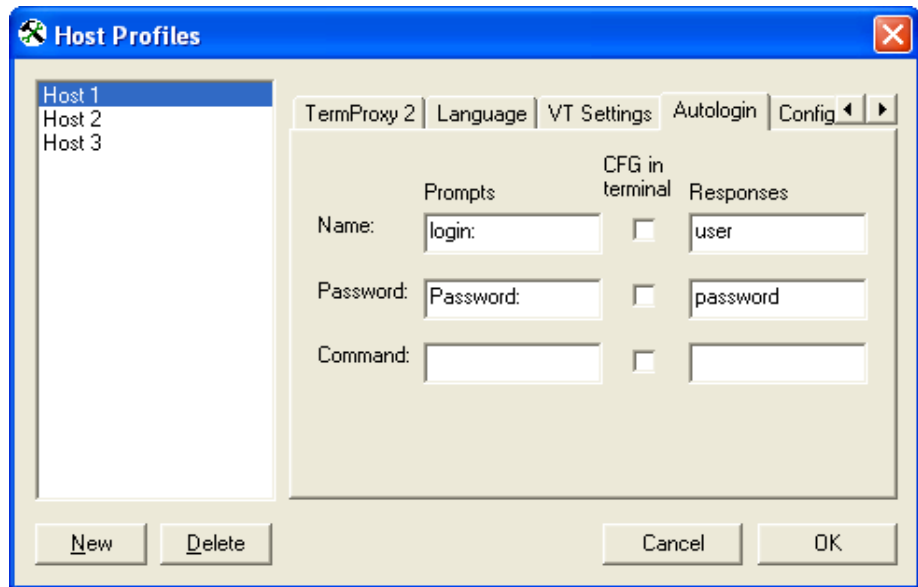 Host Profiles
Host 1
Host 2
Host 3
TermProxy 2 Language VT Settings Autologin Config
Prompts CFG in terminal Responses
Name: login: user
Password: Password: password
Command:
New Delete Cancel OK